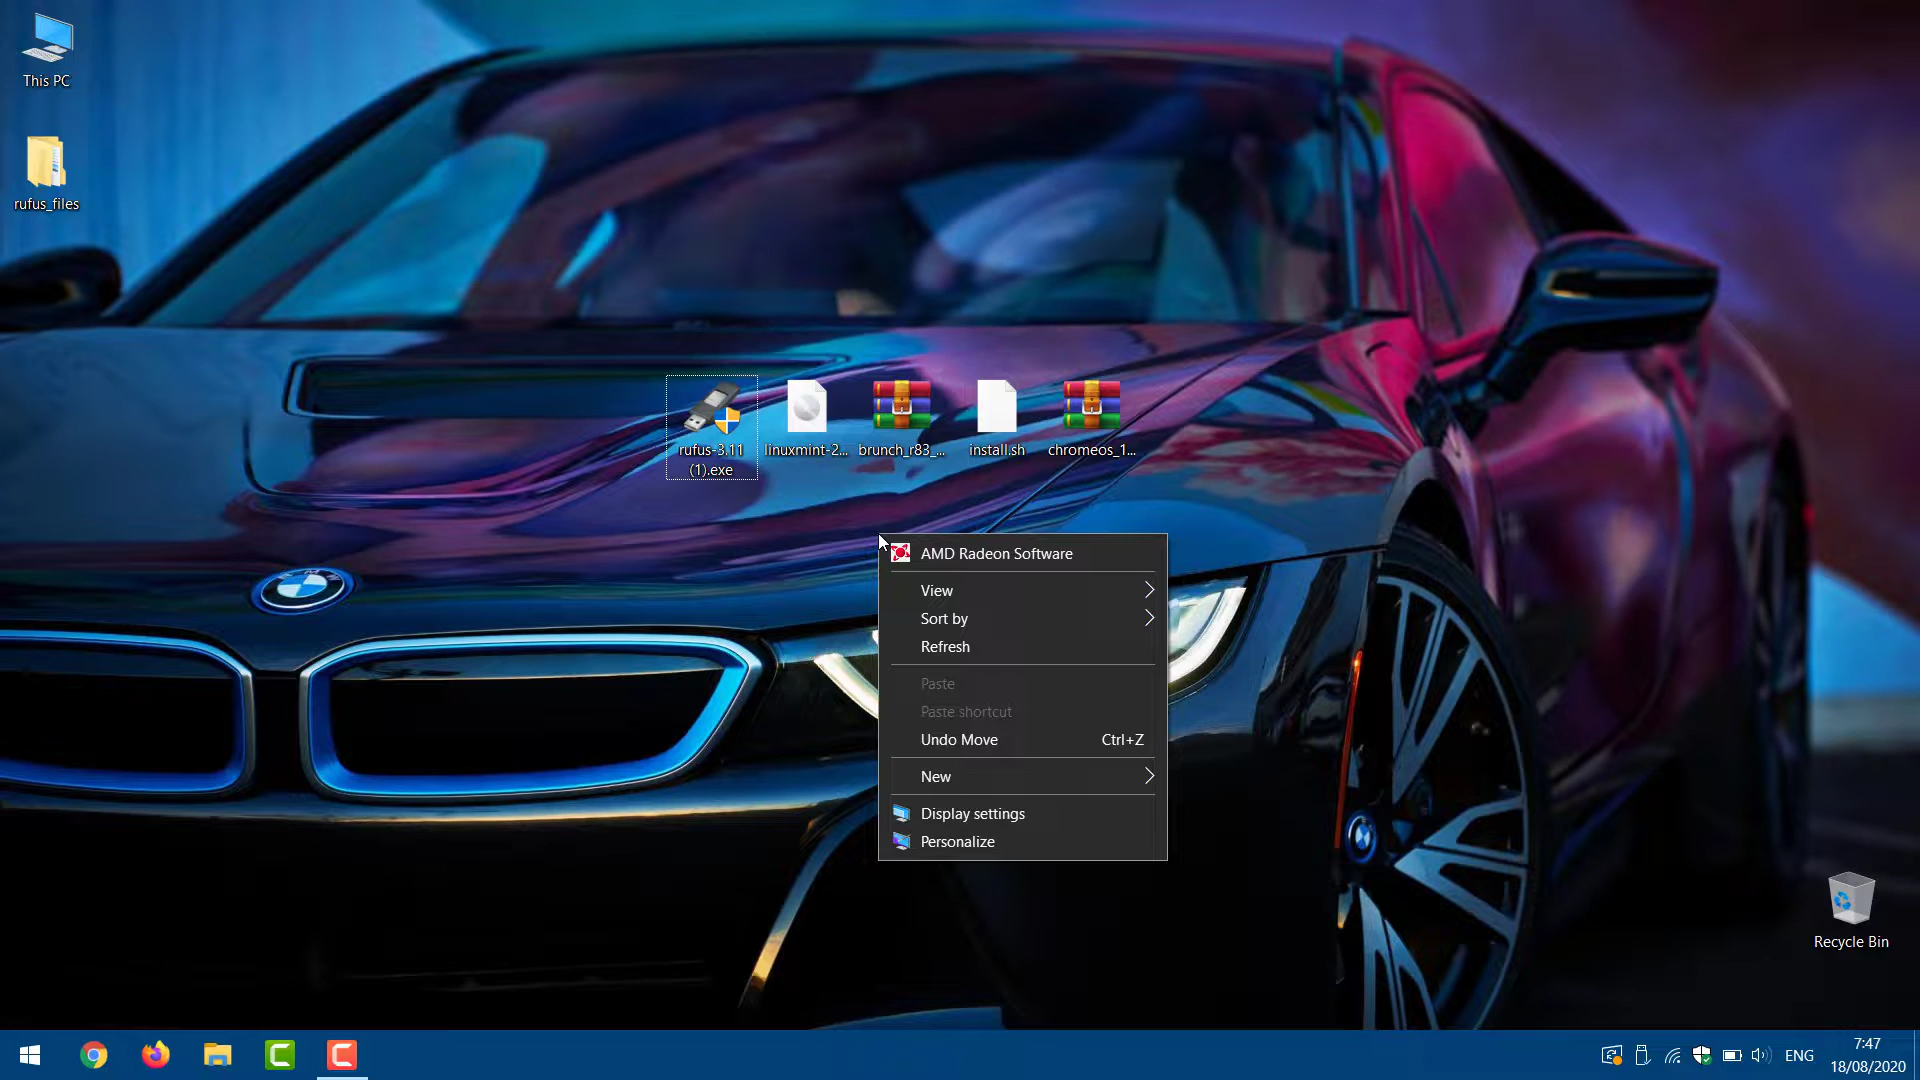 This PC
rufus_files
rufus-3.11
(1).exe
linuxmint-2...
brunch_r83_...
install.sh
chromeos_1...
AMD Radeon Software
View
Sort by
Refresh
Paste
Paste shortcut
Undo Move Ctrl+Z
New
Display settings
Personalize
BMW
Recycle Bin
ENG
7:47
18/08/2020